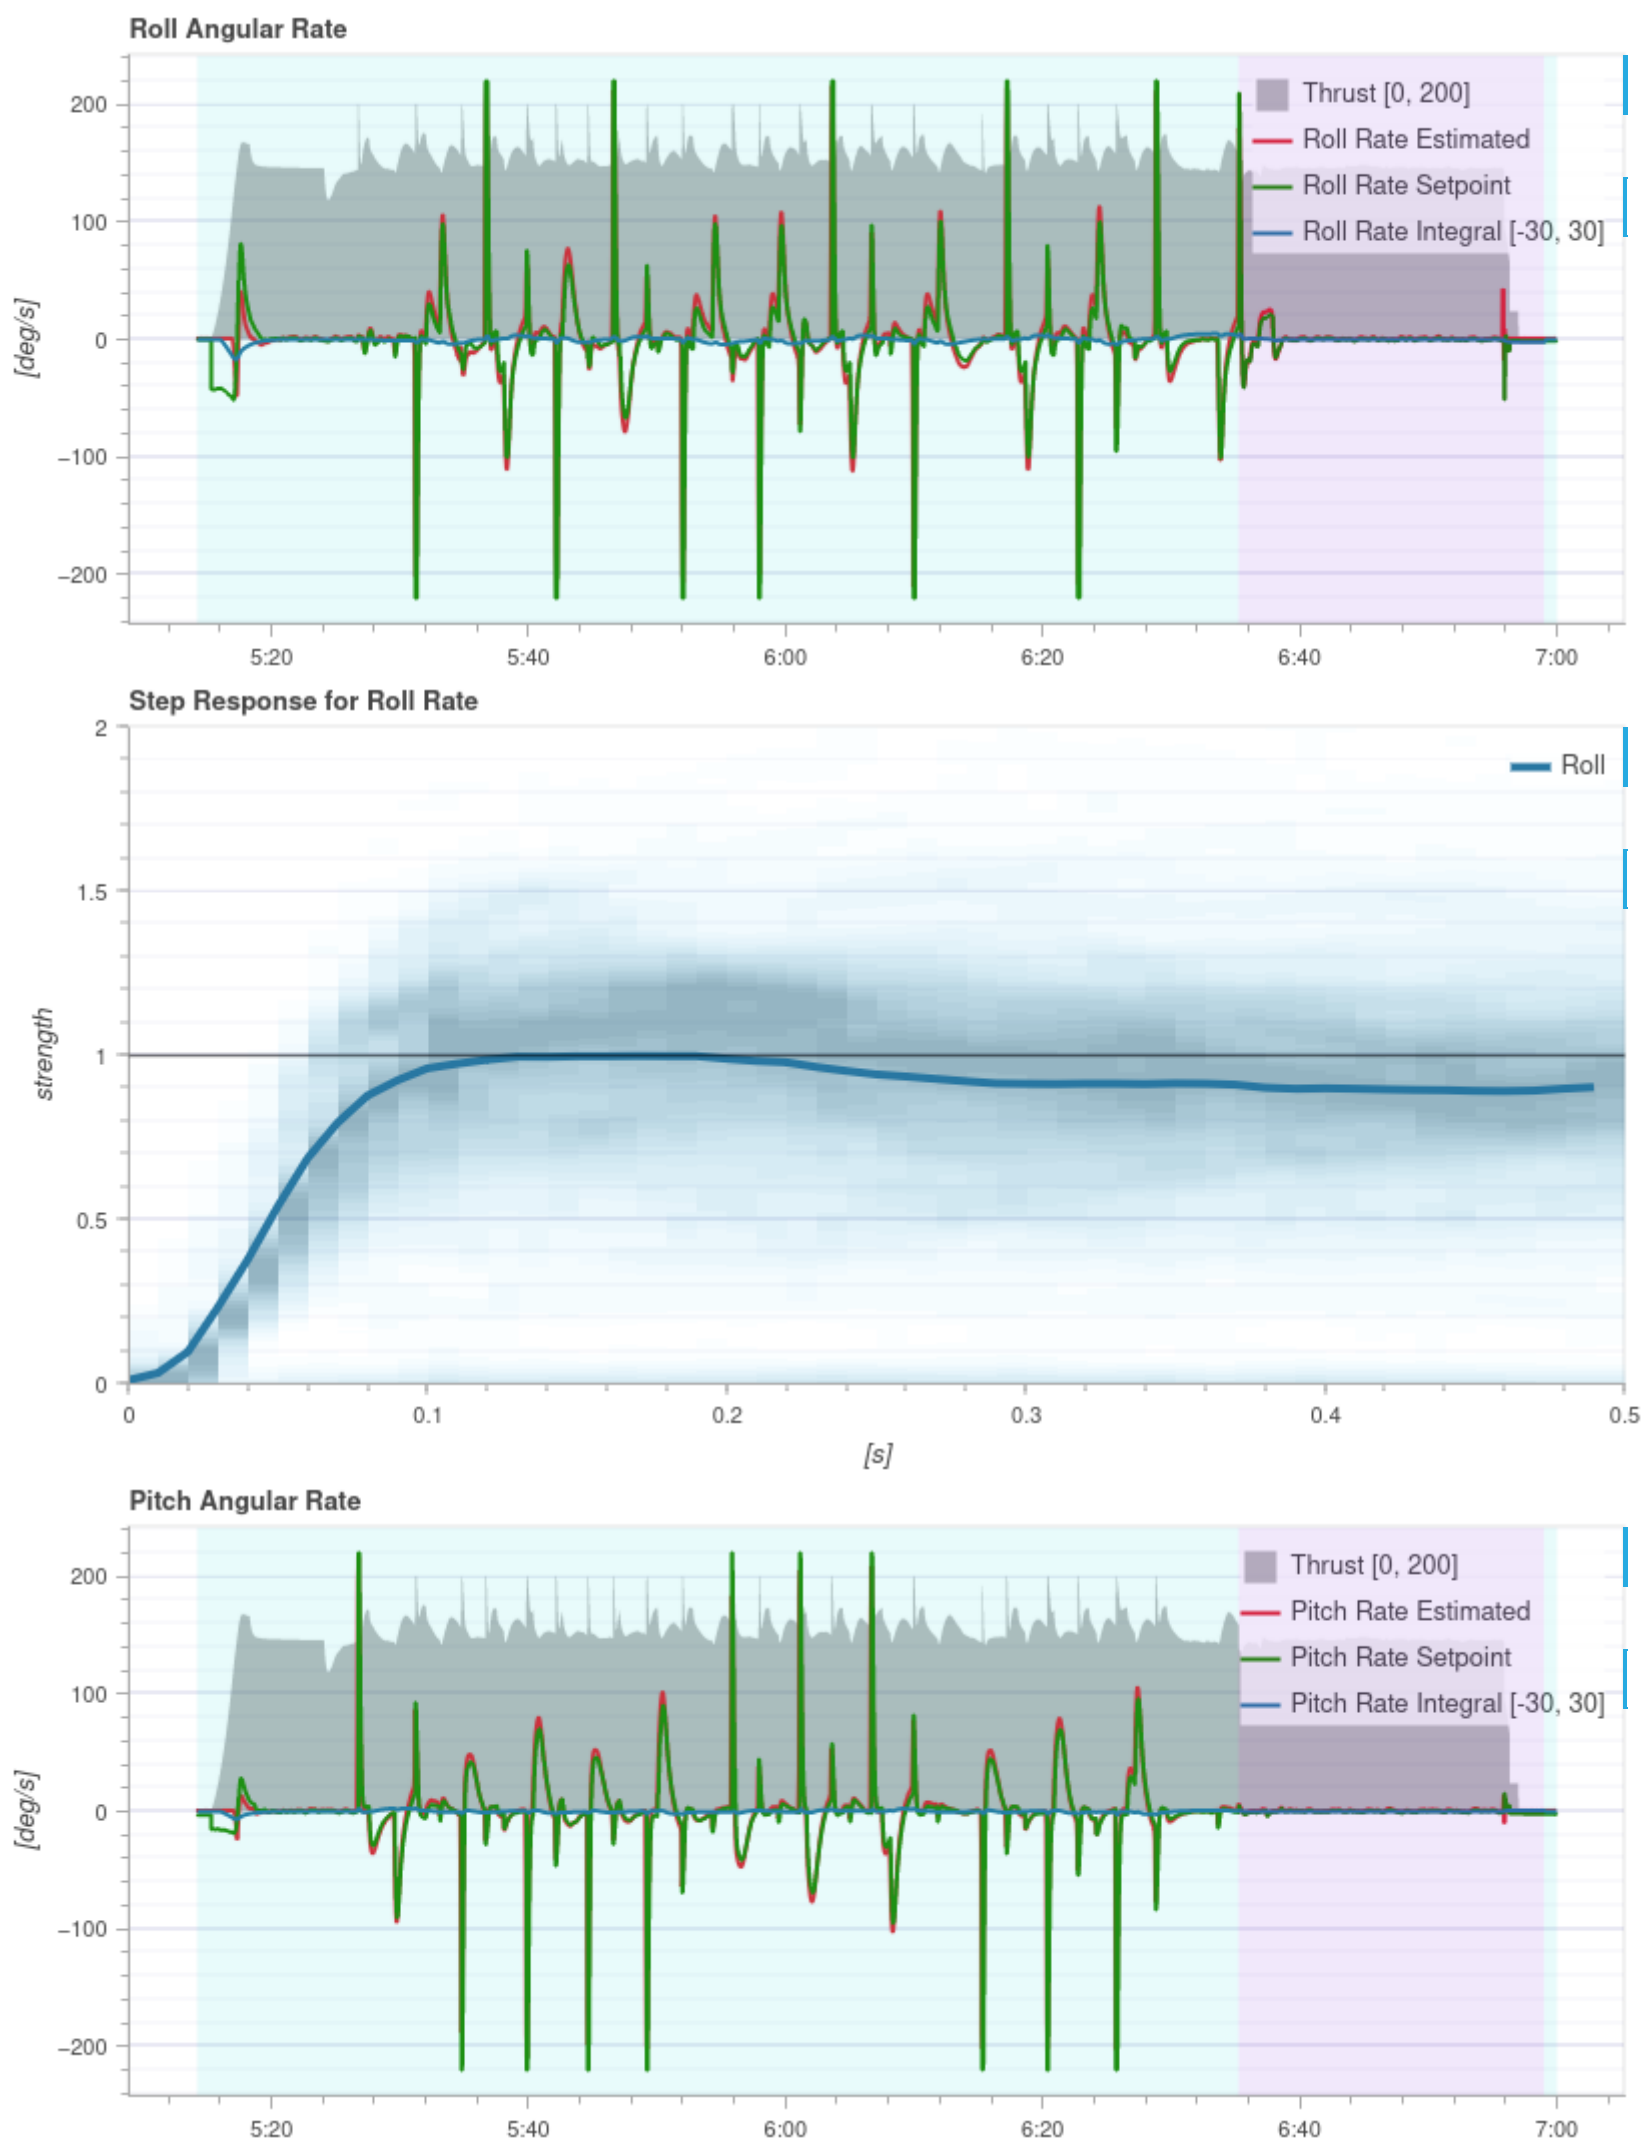 Roll Angular Rate
200
100
0
−100
−200
[deg/s]
Thrust [0, 200]
Roll Rate Estimated
Roll Rate Setpoint
Roll Rate Integral [-30, 30]
5:20 5:40 6:00 6:20 6:40 7:00
Step Response for Roll Rate
2
1.5
1
0.5
0
strength
Roll
0 0.1 0.2 0.3 0.4 0.5
[s]
Pitch Angular Rate
200
100
0
−100
−200
[deg/s]
Thrust [0, 200]
Pitch Rate Estimated
Pitch Rate Setpoint
Pitch Rate Integral [-30, 30]
5:20 5:40 6:00 6:20 6:40 7:00